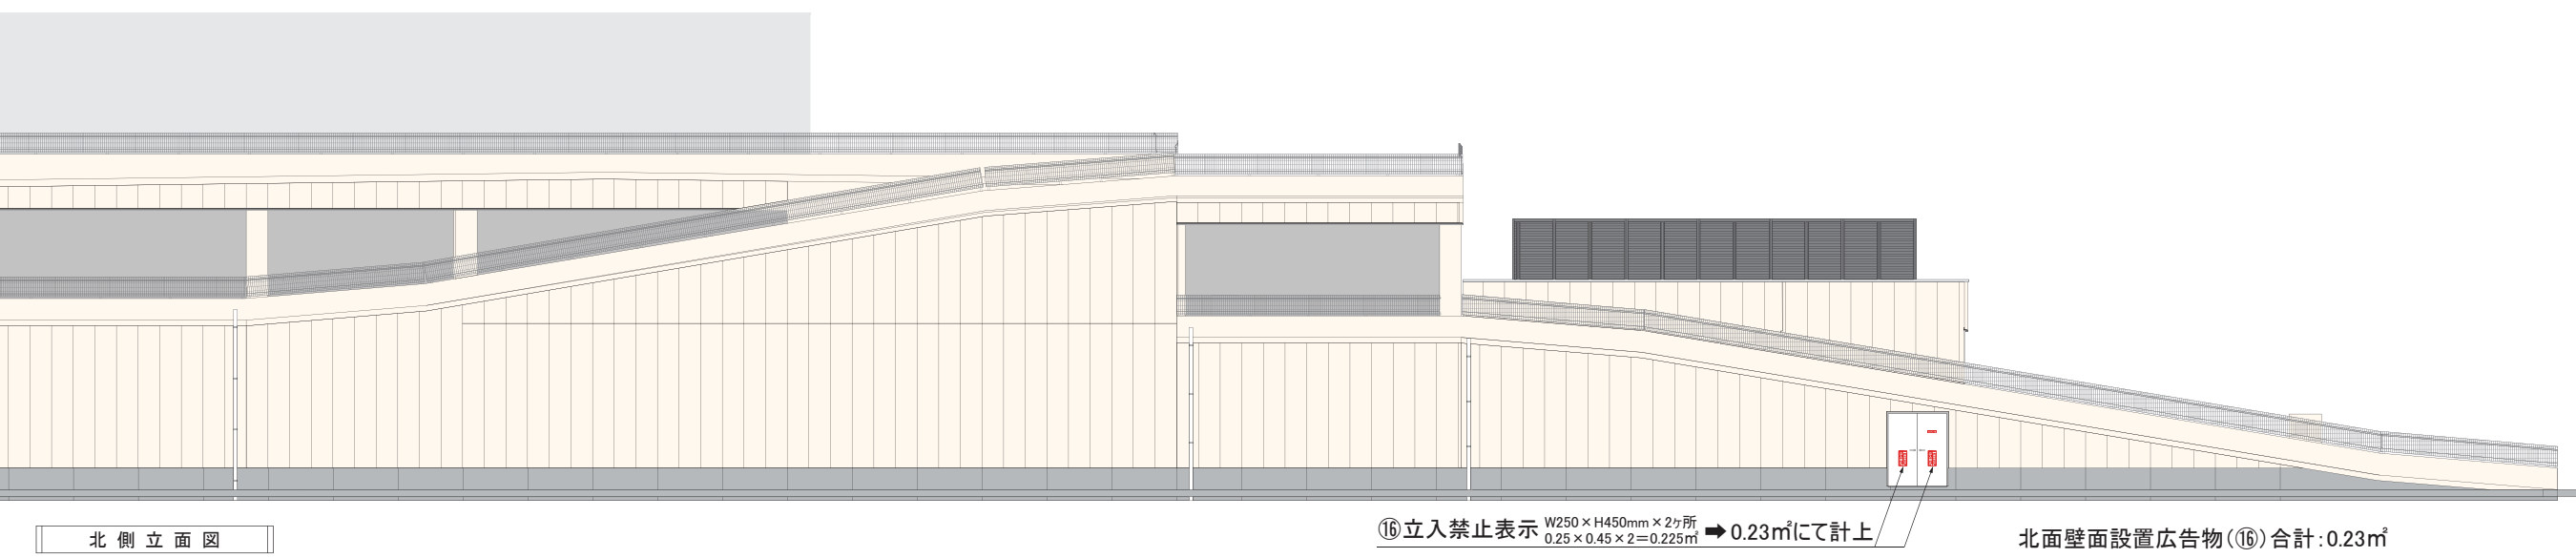 北側立面図
⑯立入禁止表示 W250×H450mm×2ヶ所 ➡0.23㎡にて計上
0.25×0.45×2=0.225㎡
北面壁面設置広告物(⑯)合計:0.23㎡